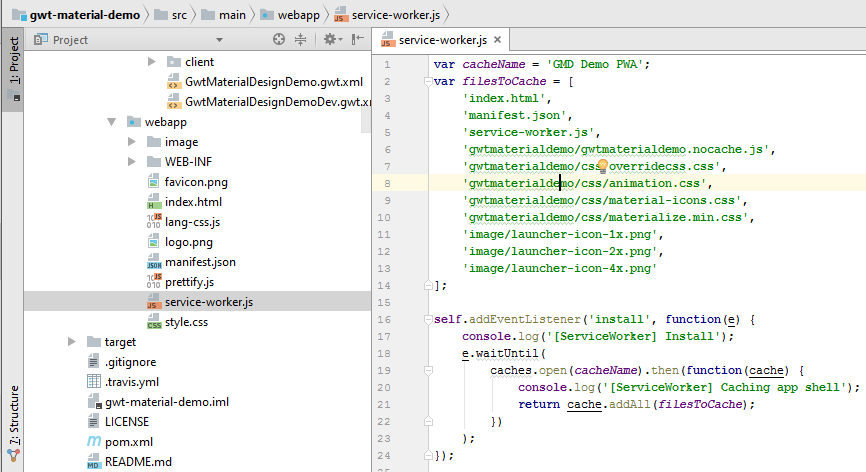 gwt-material-demo src main webapp service-worker.js
1: Project
7: Structure
Project
client
GwtMaterialDesignDemo.gwt.xml
GwtMaterialDesignDemoDev.gwt.xm
webapp
image
WEB-INF
favicon.png
index.html
lang-css.js
logo.png
manifest.json
prettify.js
service-worker.js
style.css
target
.gitignore
.travis.yml
gwt-material-demo.iml
LICENSE
pom.xml
README.md
service-worker.js
1 var cacheName = 'GMD Demo PWA';
2 var filesToCache = [
3 'index.html',
4 'manifest.json',
5 'service-worker.js',
6 'gwtmaterialdemo/gwtmaterialdemo.nocache.js',
7 'gwtmaterialdemo/css/overridecss.css',
8 'gwtmaterialdemo/css/animation.css',
9 'gwtmaterialdemo/css/material-icons.css',
10 'gwtmaterialdemo/css/materialize.min.css',
11 'image/launcher-icon-1x.png',
12 'image/launcher-icon-2x.png',
13 'image/launcher-icon-4x.png'
14 ];
15
16 self.addEventListener('install', function(e) {
17 console.log('[ServiceWorker] Install');
18 e.waitUntil(
19 caches.open(cacheName).then(function(cache) {
20 console.log('[ServiceWorker] Caching app shell');
21 return cache.addAll(filesToCache);
22 })
23 );
24 });